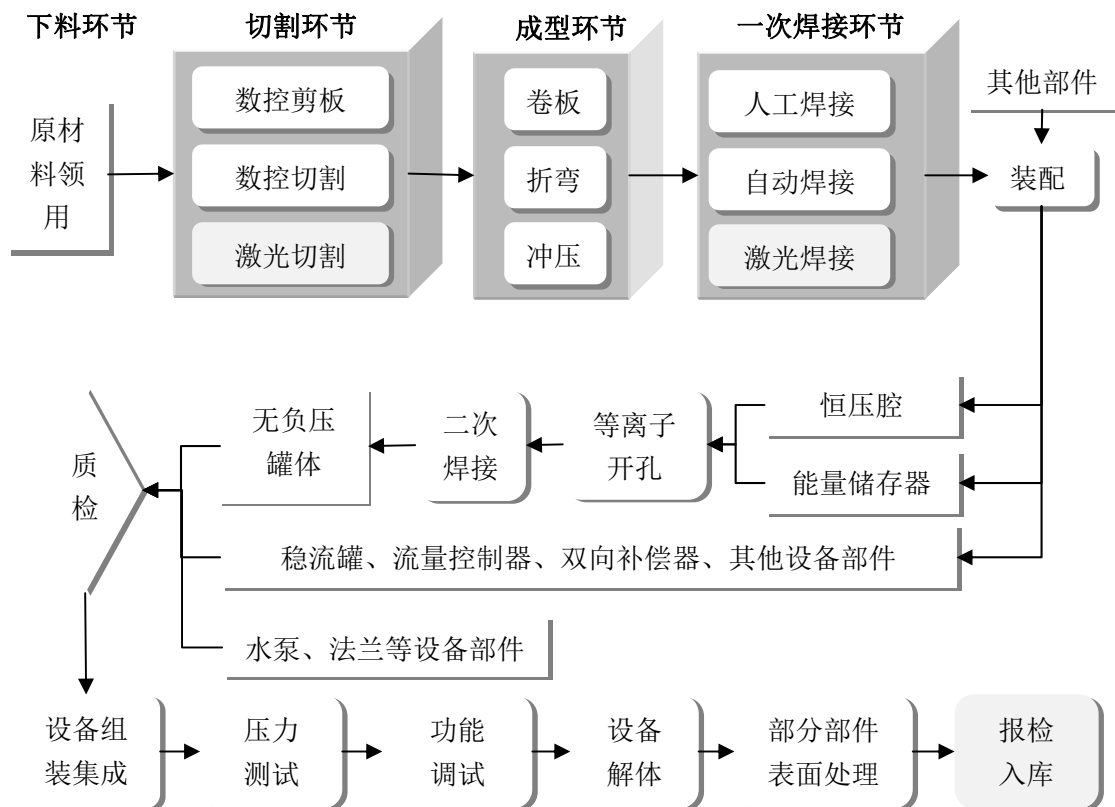 下料环节
切割环节
成型环节
一次焊接环节
原材
料领
用
数控剪板
数控切割
激光切割
卷板
折弯
冲压
人工焊接
自动焊接
激光焊接
其他部件
装配
恒压腔
能量储存器
等离子
开孔
二次
焊接
无负压
罐体
质
检
稳流罐、流量控制器、双向补偿器、其他设备部件
水泵、法兰等设备部件
设备组
装集成
压力
测试
功能
调试
设备
解体
部分部件
表面处理
报检
入库